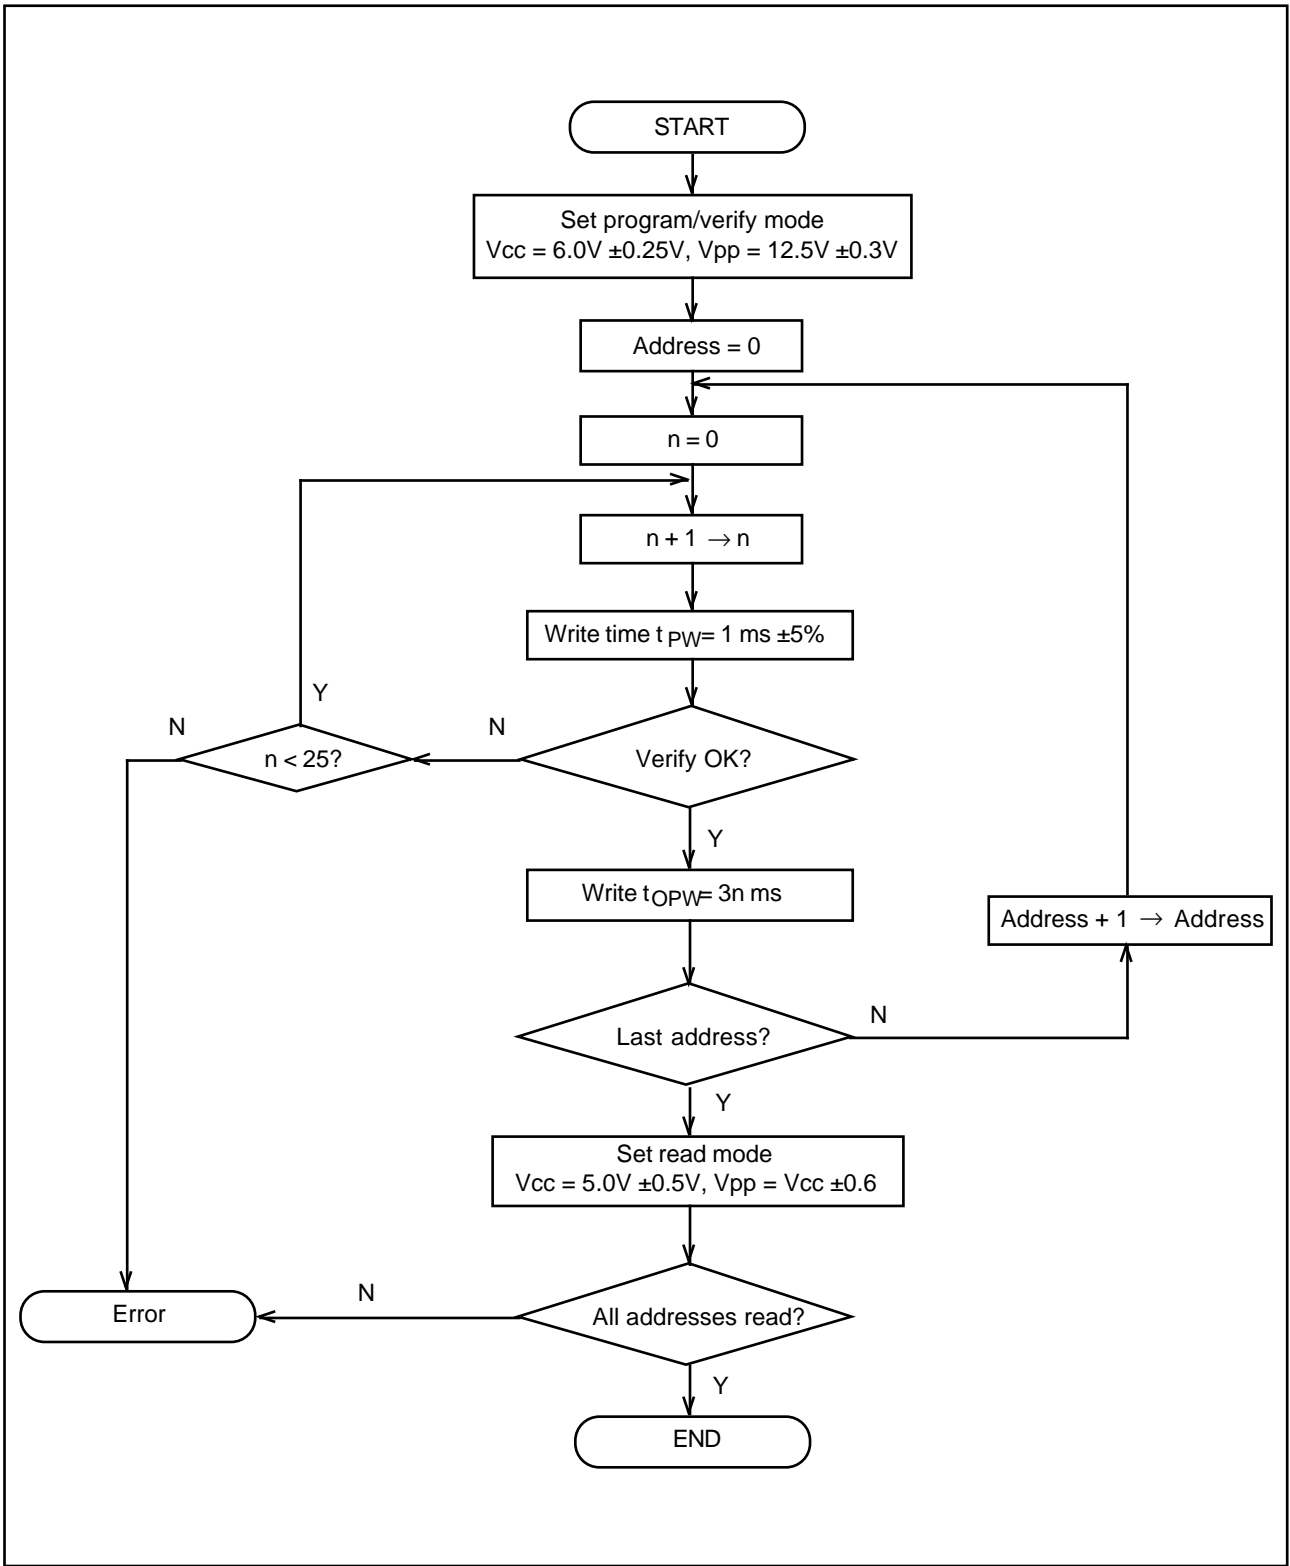 START
Set program/verify mode
Vcc = 6.0V ±0.25V, Vpp = 12.5V ±0.3V
Address = 0
n = 0
n + 1 → n
Write time t PW= 1 ms ±5%
Y
N
N
n < 25?
Verify OK?
Y
Write tOPW= 3n ms
Address + 1 → Address
N
Last address?
Y
Set read mode
Vcc = 5.0V ±0.5V, Vpp = Vcc ±0.6
N
Error
All addresses read?
Y
END